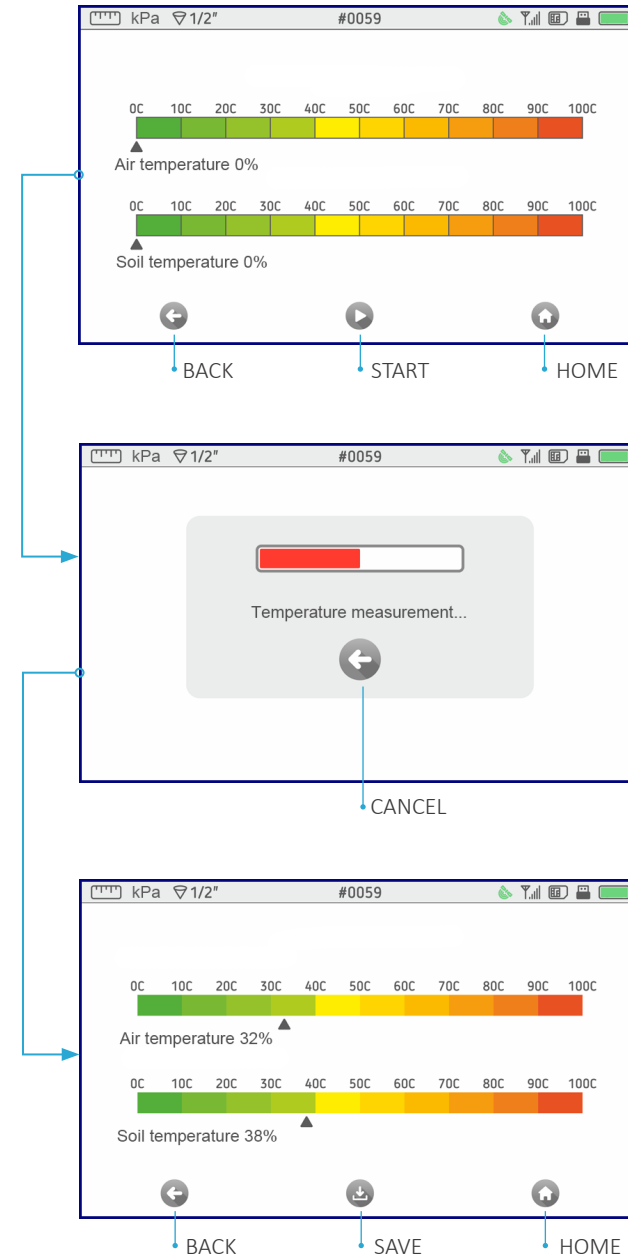 kPa 1/2" #0059
0C 10C 20C 30C 40C 50C 60C 70C 80C 90C 100C
Air temperature 0%
0C 10C 20C 30C 40C 50C 60C 70C 80C 90C 100C
Soil temperature 0%
BACK START HOME
kPa 1/2" #0059
Temperature measurement...
CANCEL
kPa 1/2" #0059
0C 10C 20C 30C 40C 50C 60C 70C 80C 90C 100C
Air temperature 32%
0C 10C 20C 30C 40C 50C 60C 70C 80C 90C 100C
Soil temperature 38%
BACK SAVE HOME